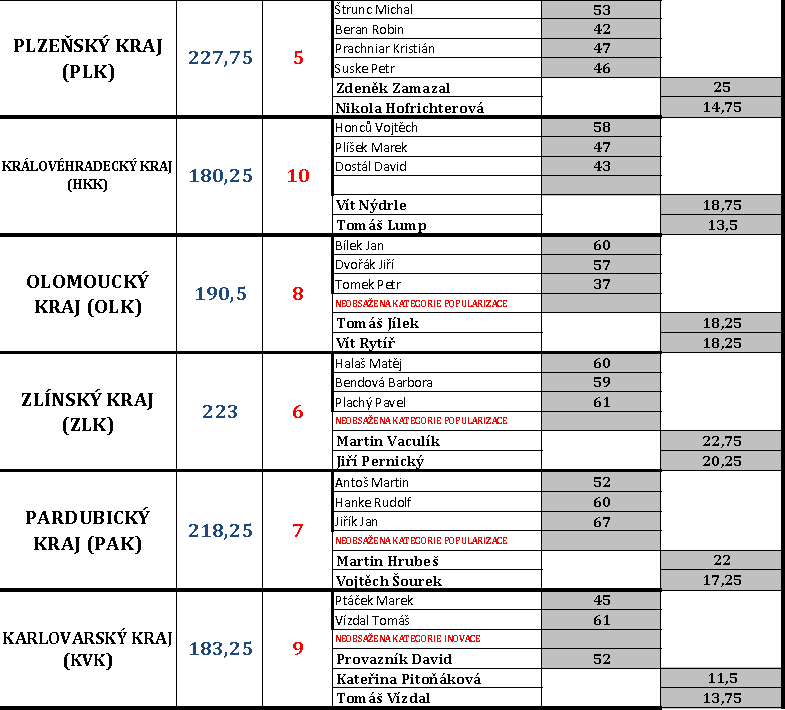 PLZEŇSKÝ KRAJ (PLK) 227,75 5
Štrunc Michal 53
Beran Robin 42
Prachniar Kristián 47
Suske Petr 46
Zdeněk Zamazal 25
Nikola Hofrichterová 14,75
KRÁLOVÉHRADECKÝ KRAJ (HKK) 180,25 10
Honců Vojtěch 58
Plíšek Marek 47
Dostál David 43
Vít Nýdrle 18,75
Tomáš Lump 13,5
OLOMOUCKÝ KRAJ (OLK) 190,5 8
Bílek Jan 60
Dvořák Jiří 57
Tomek Petr 37
NEOBSAŽENA KATEGORIE POPULARIZACE
Tomáš Jílek 18,25
Vít Rytíř 18,25
ZLÍNSKÝ KRAJ (ZLK) 223 6
Halaš Matěj 60
Bendová Barbora 59
Plachý Pavel 61
NEOBSAŽENA KATEGORIE POPULARIZACE
Martin Vaculík 22,75
Jiří Pernický 20,25
PARDUBICKÝ KRAJ (PAK) 218,25 7
Antoš Martin 52
Hanke Rudolf 60
Jiřík Jan 67
NEOBSAŽENA KATEGORIE POPULARIZACE
Martin Hrubeš 22
Vojtěch Šourek 17,25
KARLOVARSKÝ KRAJ (KVK) 183,25 9
Ptáček Marek 45
Vízdal Tomáš 61
NEOBSAŽENA KATEGORIE INOVACE
Provazník David 52
Kateřina Pitoňáková 11,5
Tomáš Vízdal 13,75